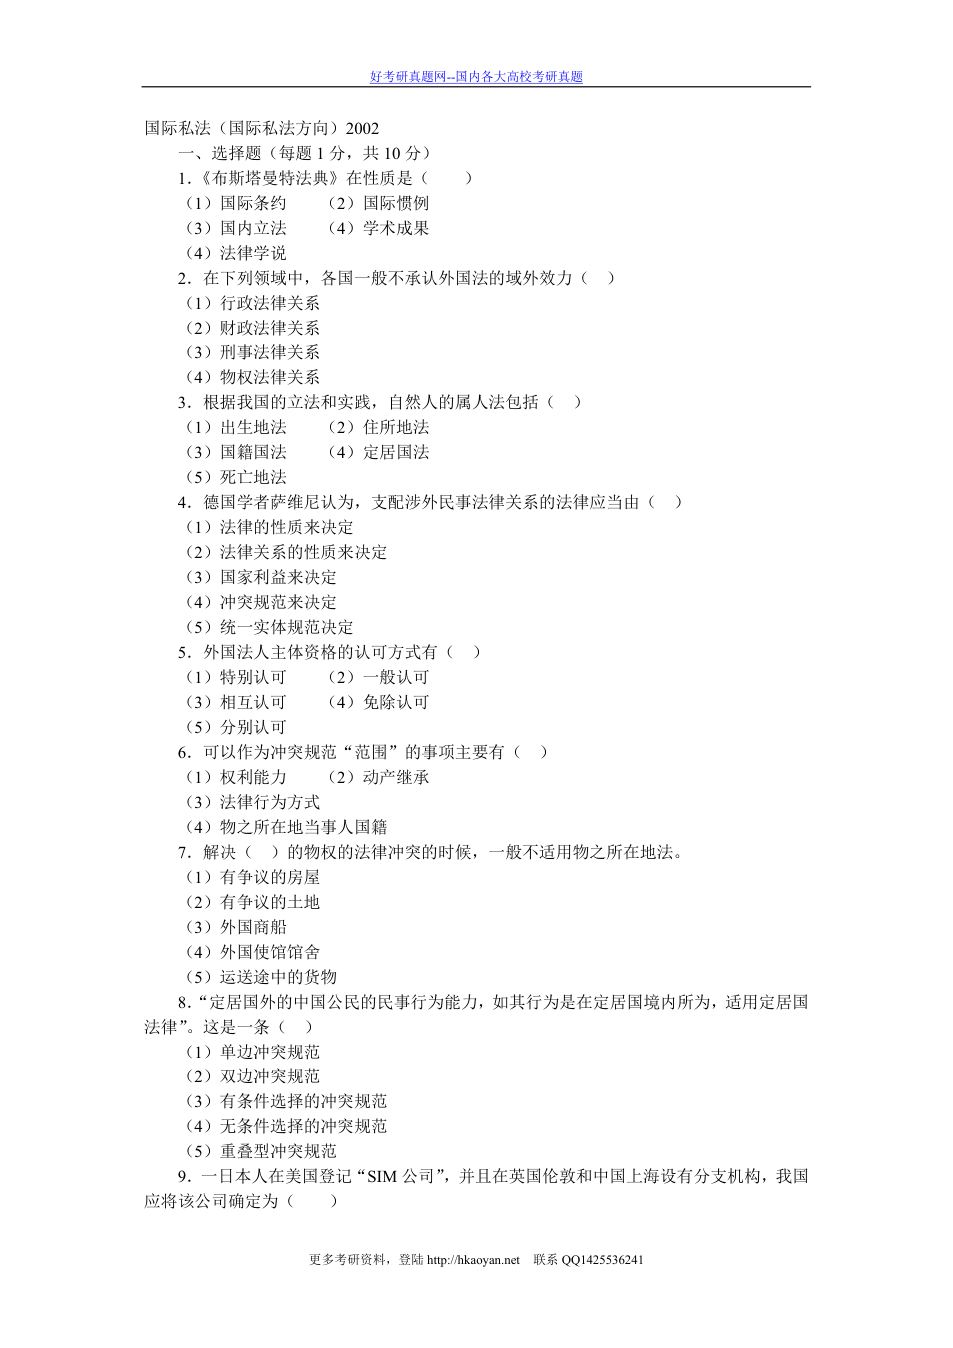 好考研真题网--国内各大高校考研真题
国际私法（国际私法方向）2002
一、选择题（每题 1 分，共 10 分）
1.《布斯塔曼特法典》在性质是（　　）
（1）国际条约　　（2）国际惯例
（3）国内立法　　（4）学术成果
（4）法律学说
2．在下列领域中，各国一般不承认外国法的域外效力（　）
（1）行政法律关系
（2）财政法律关系
（3）刑事法律关系
（4）物权法律关系
3．根据我国的立法和实践，自然人的属人法包括（　）
（1）出生地法　　（2）住所地法
（3）国籍国法　　（4）定居国法
（5）死亡地法
4．德国学者萨维尼认为，支配涉外民事法律关系的法律应当由（　）
（1）法律的性质来决定
（2）法律关系的性质来决定
（3）国家利益来决定
（4）冲突规范来决定
（5）统一实体规范决定
5．外国法人主体资格的认可方式有（　）
（1）特别认可　　（2）一般认可
（3）相互认可　　（4）免除认可
（5）分别认可
6．可以作为冲突规范“范围”的事项主要有（　）
（1）权利能力　　（2）动产继承
（3）法律行为方式
（4）物之所在地当事人国籍
7．解决（　）的物权的法律冲突的时候，一般不适用物之所在地法。
（1）有争议的房屋
（2）有争议的土地
（3）外国商船
（4）外国使馆馆舍
（5）运送途中的货物
8．“定居国外的中国公民的民事行为能力，如其行为是在定居国境内所为，适用定居国
法律”。这是一条（　）
（1）单边冲突规范
（2）双边冲突规范
（3）有条件选择的冲突规范
（4）无条件选择的冲突规范
（5）重叠型冲突规范
9．一日本人在美国登记“SIM 公司”，并且在英国伦敦和中国上海设有分支机构，我国
应将该公司确定为（　　）
更多考研资料，登陆 http://hkaoyan.net　联系 QQ1425536241